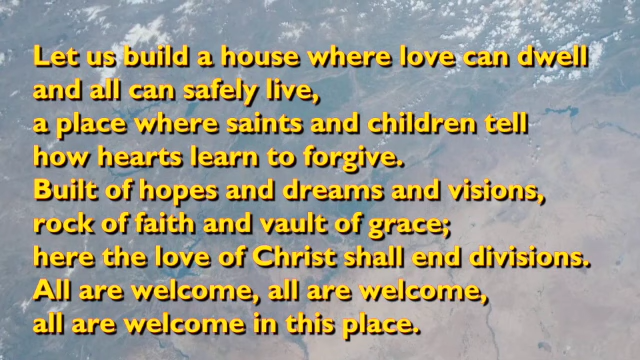 Let us build a house where love can dwell
and all can safely live,
a place where saints and children tell
how hearts learn to forgive.
Built of hopes and dreams and visions,
rock of faith and vault of grace;
here the love of Christ shall end divisions.
All are welcome, all are welcome,
all are welcome in this place.